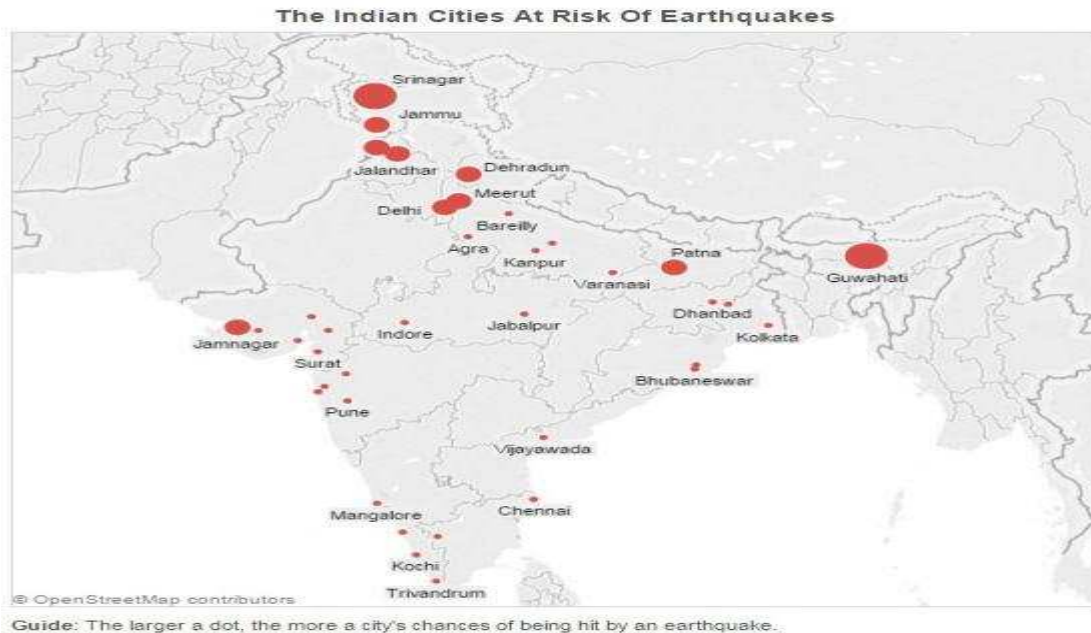 The Indian Cities At Risk Of Earthquakes
Srinagar
Jammu
Jalandhar
Dehradun
Meerut
Delhi
Bareilly
Agra
Kanpur
Patna
Guwahati
Varanasi
Dhanbad
Kolkata
Jamnagar
Indore
Jabalpur
Surat
Bhubaneswar
Pune
Vijayawada
Mangalore
Chennai
Kochi
Trivandrum
© OpenStreetMap contributors
Guide: The larger a dot, the more a city's chances of being hit by an earthquake.